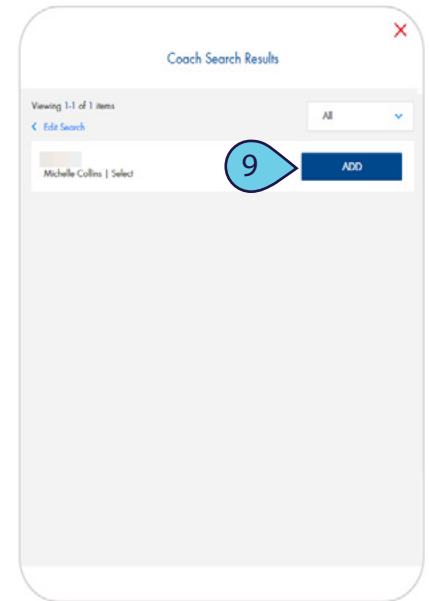 Coach Search Results
Viewing 1-1 of 1 items
All
Edit Search
Michelle Collins | Select
9
ADD